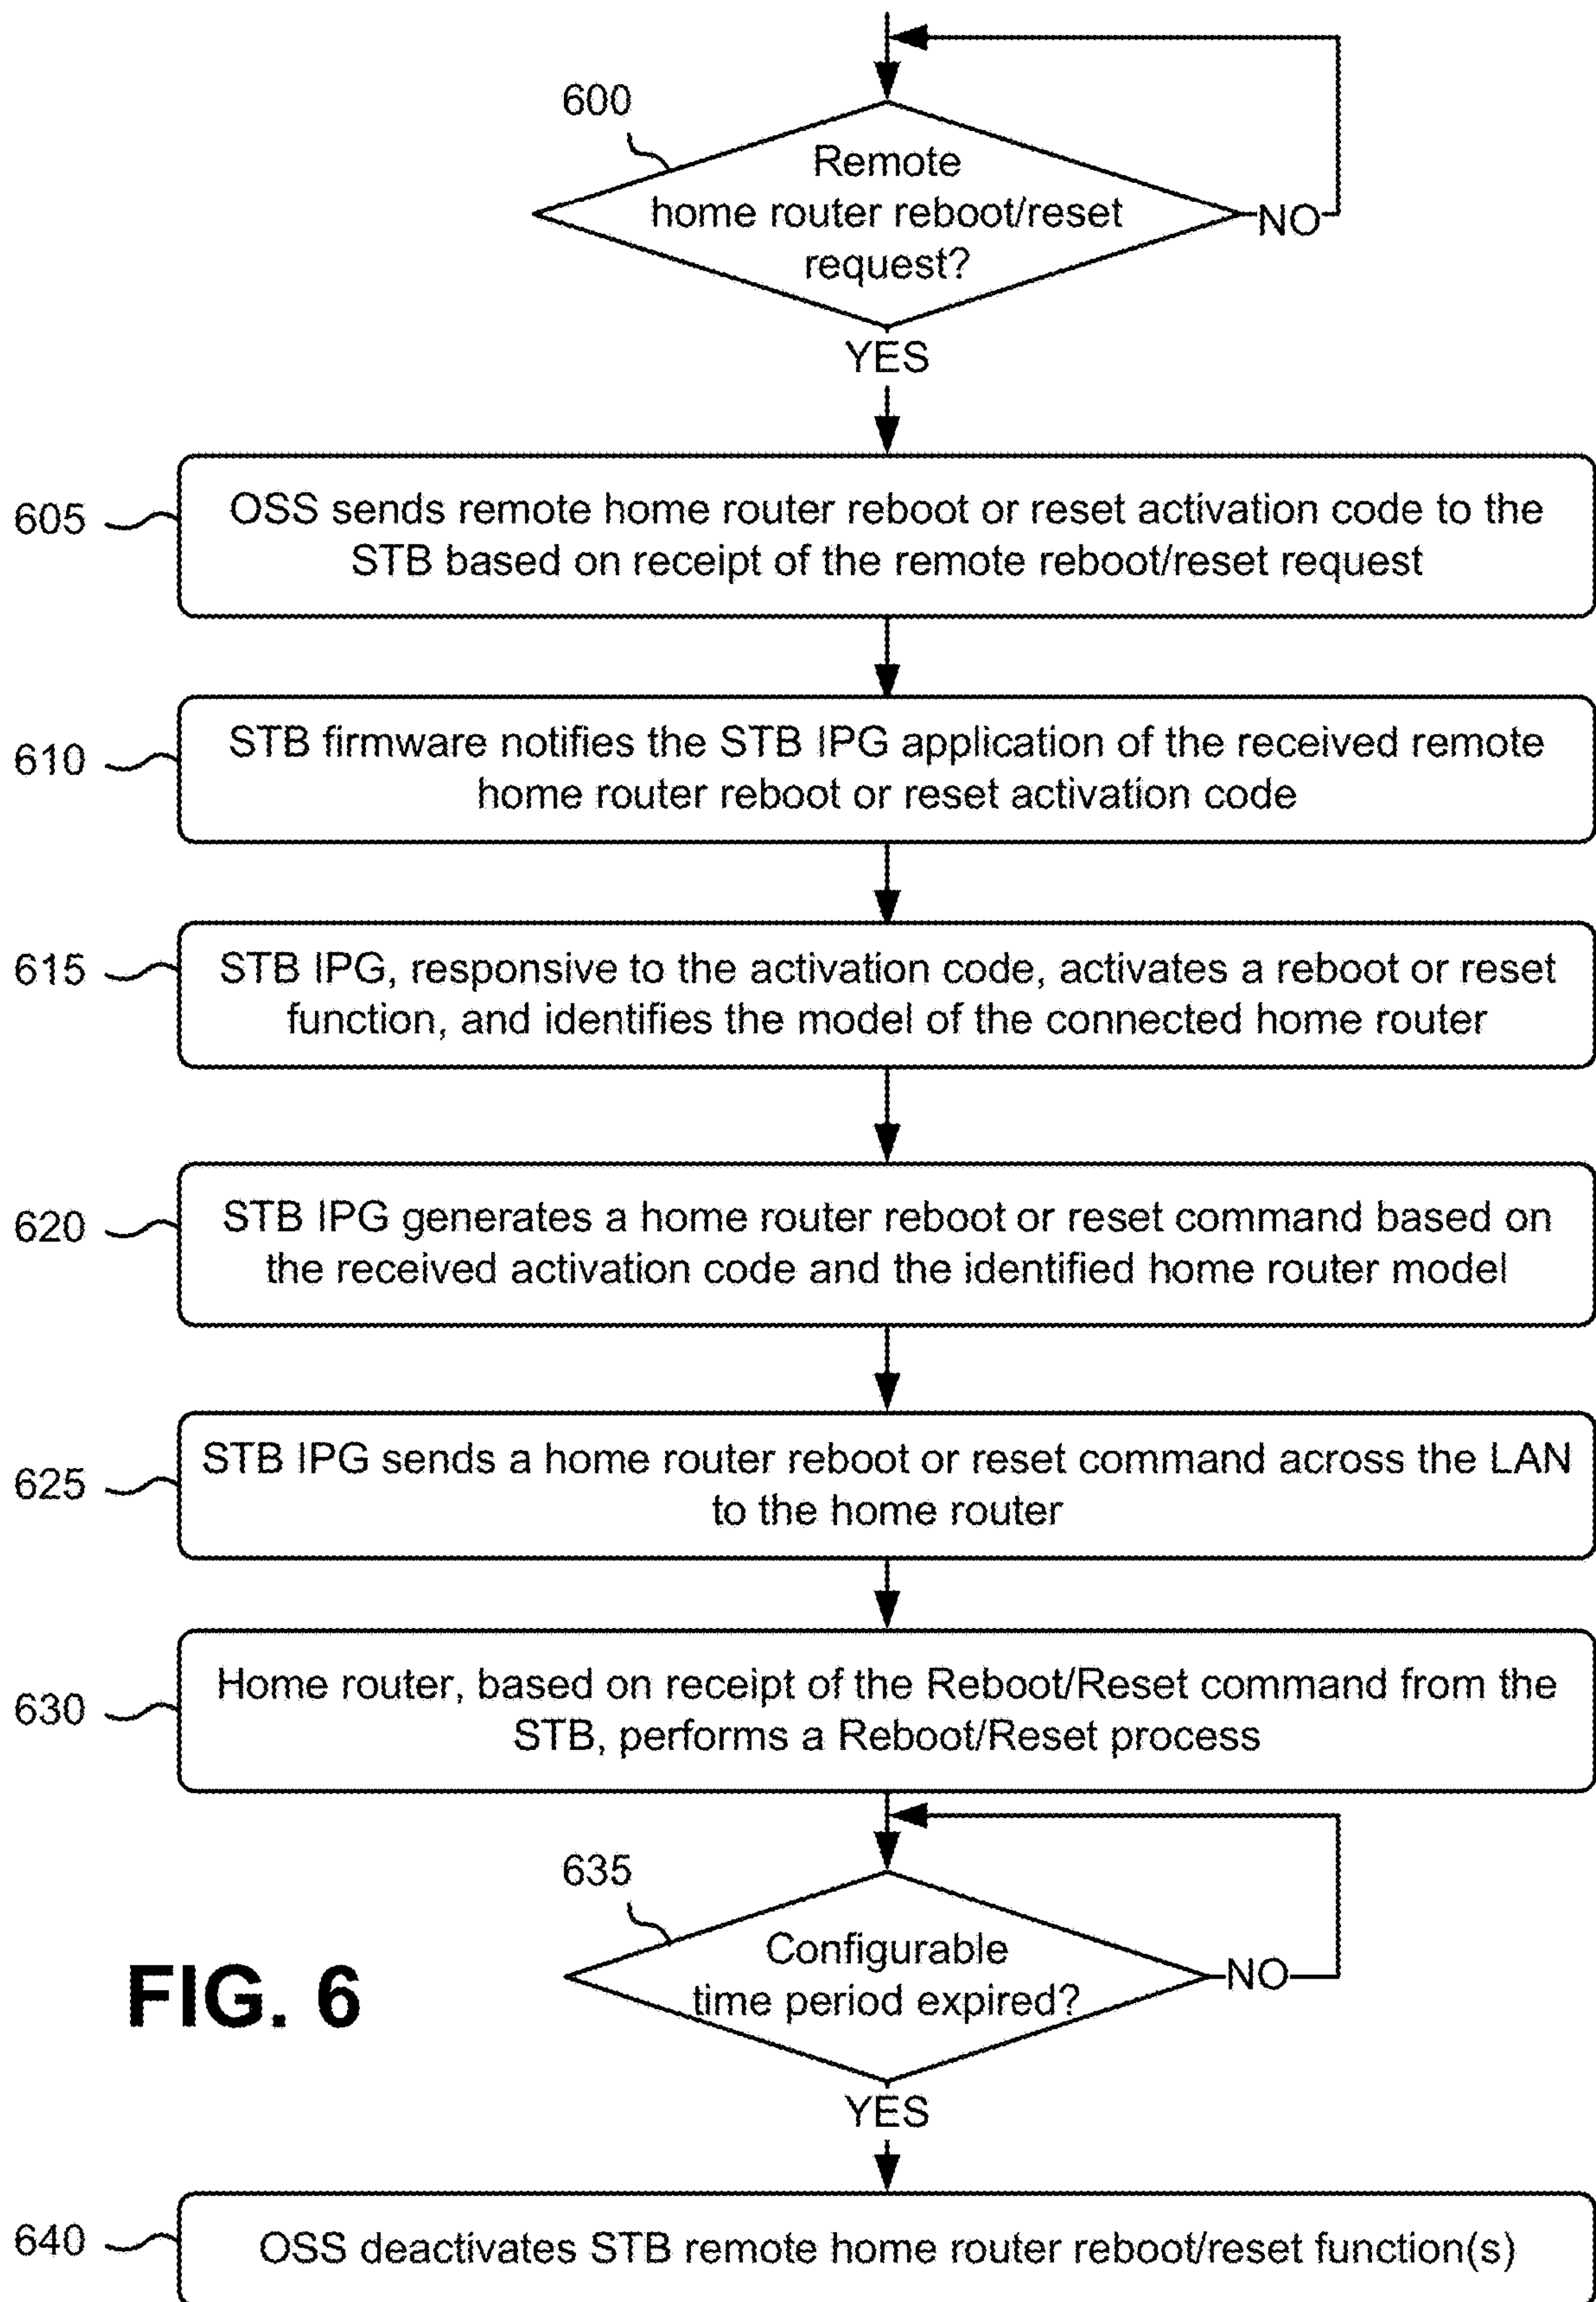 600
Remote
home router reboot/reset
request?
NO
YES
605
OSS sends remote home router reboot or reset activation code to the
STB based on receipt of the remote reboot/reset request
610
STB firmware notifies the STB IPG application of the received remote
home router reboot or reset activation code
615
STB IPG, responsive to the activation code, activates a reboot or reset
function, and identifies the model of the connected home router
620
STB IPG generates a home router reboot or reset command based on
the received activation code and the identified home router model
625
STB IPG sends a home router reboot or reset command across the LAN
to the home router
630
Home router, based on receipt of the Reboot/Reset command from the
STB, performs a Reboot/Reset process
635
Configurable
time period expired?
NO
FIG. 6
YES
640
OSS deactivates STB remote home router reboot/reset function(s)